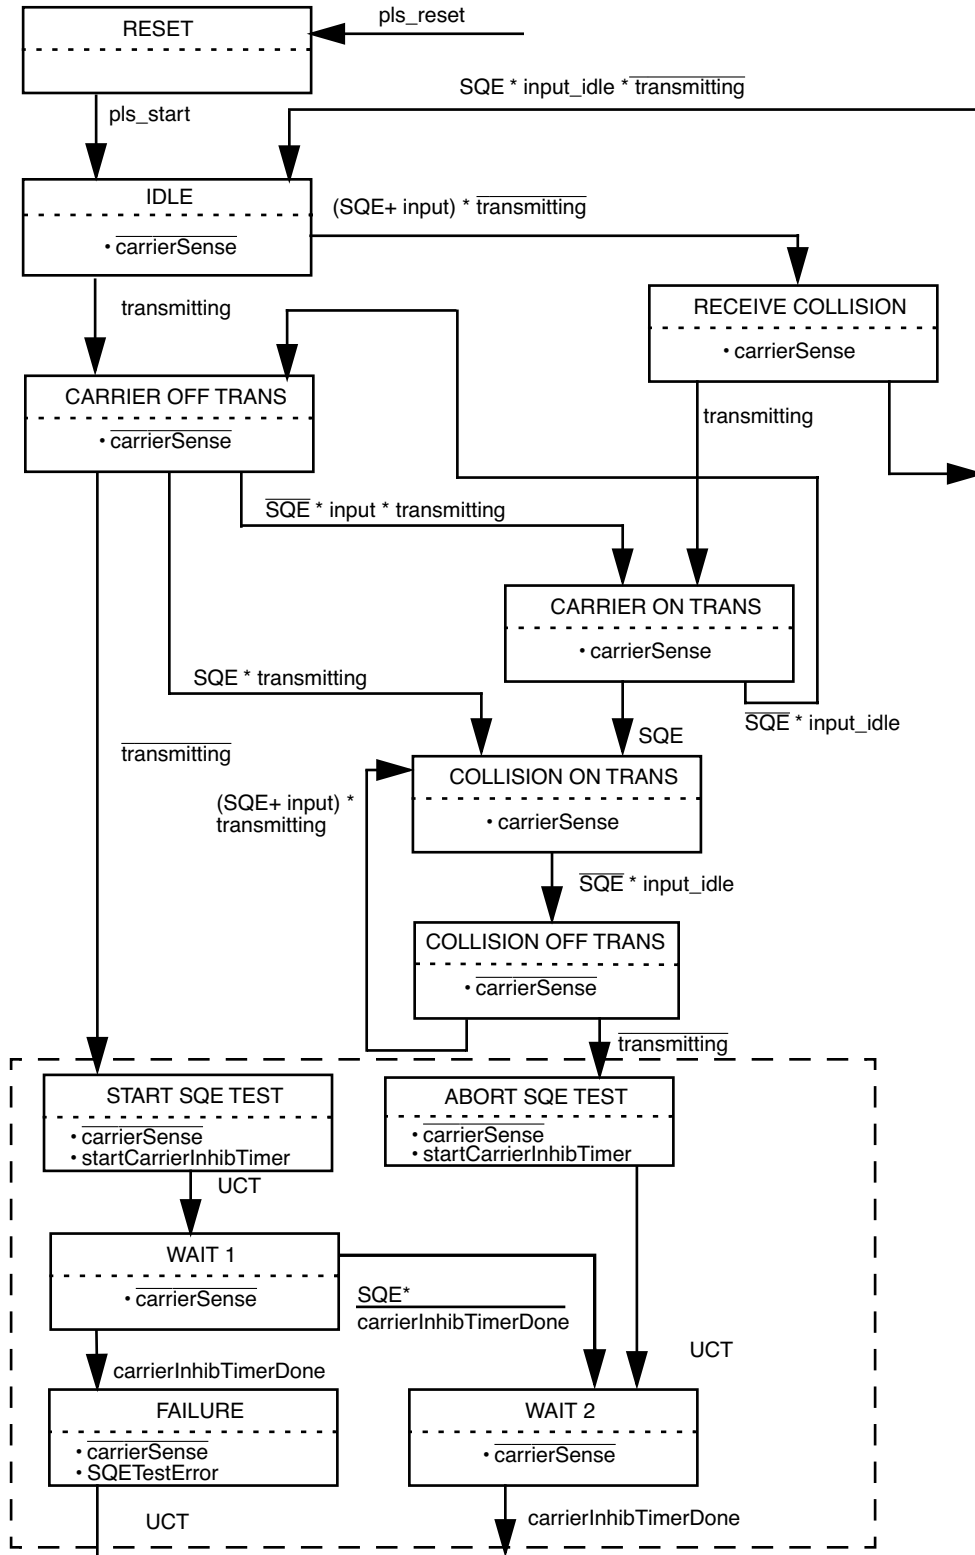 pls_reset
RESET
SQE * input_idle * transmitting
pls_start
IDLE
(SQE+ input) * transmitting
• carrierSense
transmitting
RECEIVE COLLISION
• carrierSense
CARRIER OFF TRANS
transmitting
• carrierSense
SQE * input * transmitting
CARRIER ON TRANS
• carrierSense
SQE * transmitting
SQE * input_idle
SQE
transmitting
COLLISION ON TRANS
(SQE+ input) *
transmitting
• carrierSense
SQE * input_idle
COLLISION OFF TRANS
• carrierSense
transmitting
START SQE TEST
• carrierSense
• startCarrierInhibTimer
ABORT SQE TEST
• carrierSense
• startCarrierInhibTimer
UCT
WAIT 1
• carrierSense
SQE*
carrierInhibTimerDone
UCT
carrierInhibTimerDone
FAILURE
• carrierSense
• SQETestError
WAIT 2
• carrierSense
UCT
carrierInhibTimerDone